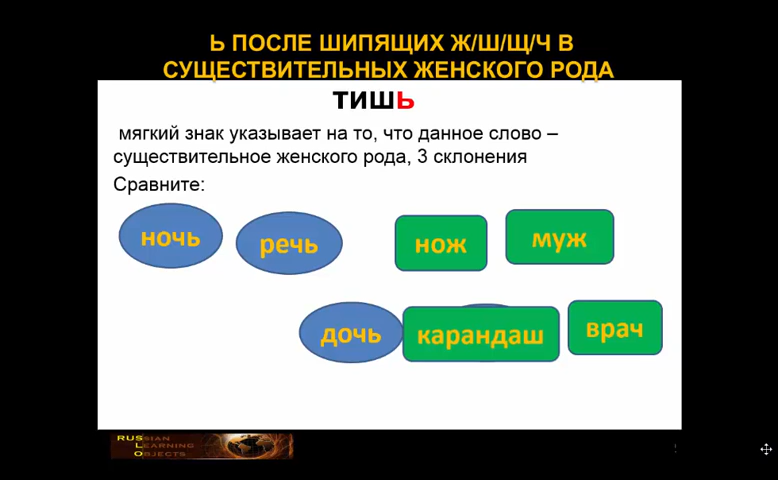 Ь ПОСЛЕ ШИПЯЩИХ Ж/Ш/Щ/Ч В
СУЩЕСТВИТЕЛЬНЫХ ЖЕНСКОГО РОДА
ТИШЬ
мягкий знак указывает на то, что данное слово –
существительное женского рода, 3 склонения
Сравните:
ночь речь нож муж
дочь карандаш врач
RUSSIAN
LEARNING
OBJECTS